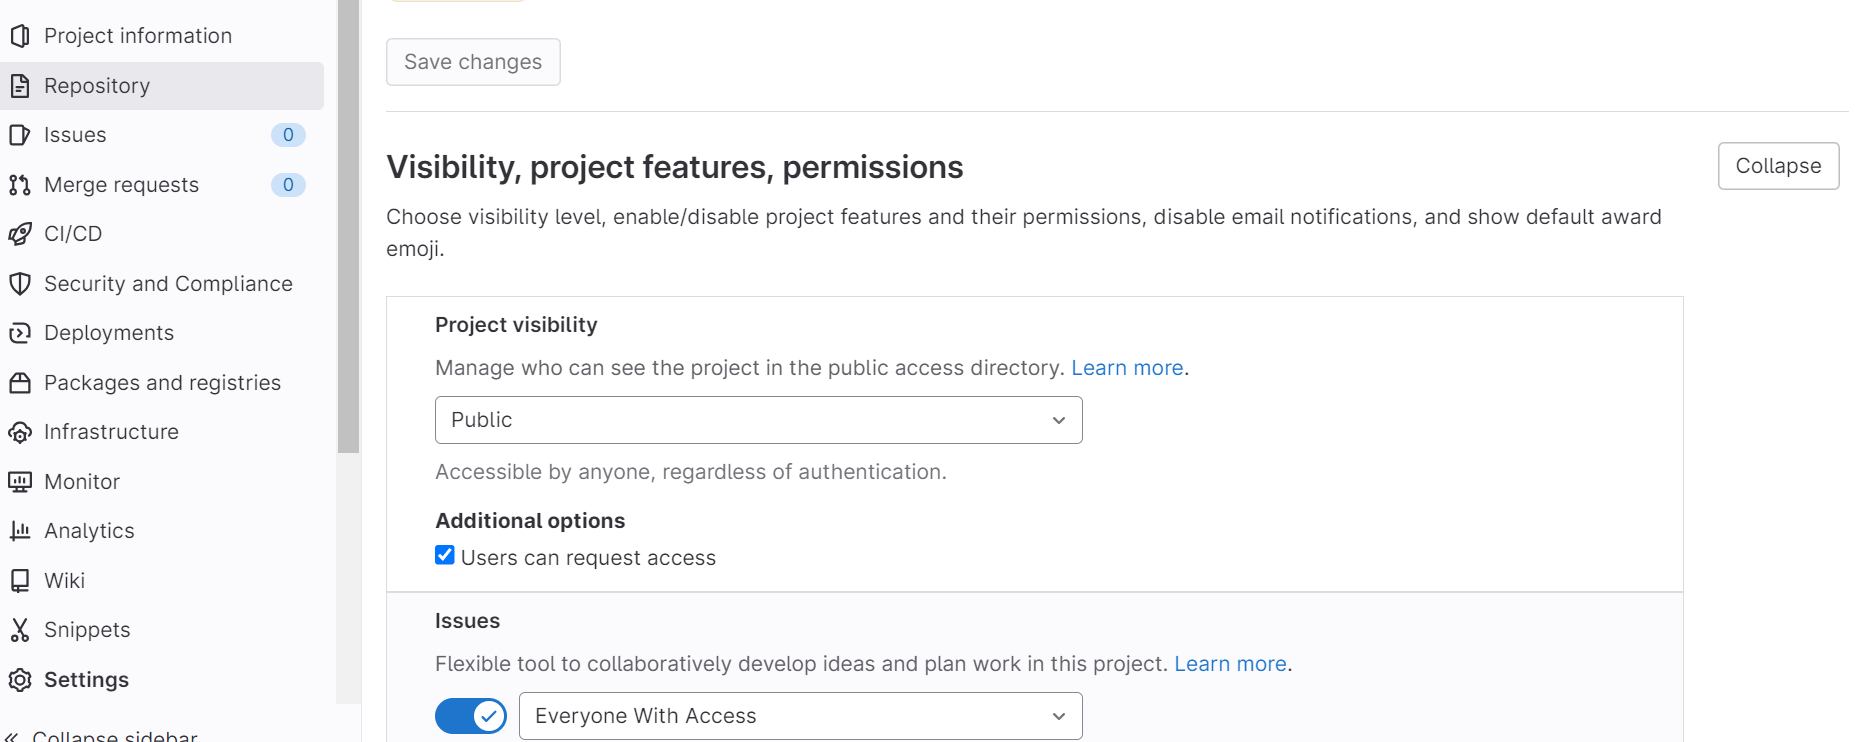 Project information
Repository
Issues 0
Merge requests 0
CI/CD
Security and Compliance
Deployments
Packages and registries
Infrastructure
Monitor
Analytics
Wiki
Snippets
Settings
Collapse sidebar
Save changes
Visibility, project features, permissions
Collapse
Choose visibility level, enable/disable project features and their permissions, disable email notifications, and show default award
emoji.
Project visibility
Manage who can see the project in the public access directory. Learn more.
Public
Accessible by anyone, regardless of authentication.
Additional options
Users can request access
Issues
Flexible tool to collaboratively develop ideas and plan work in this project. Learn more.
Everyone With Access